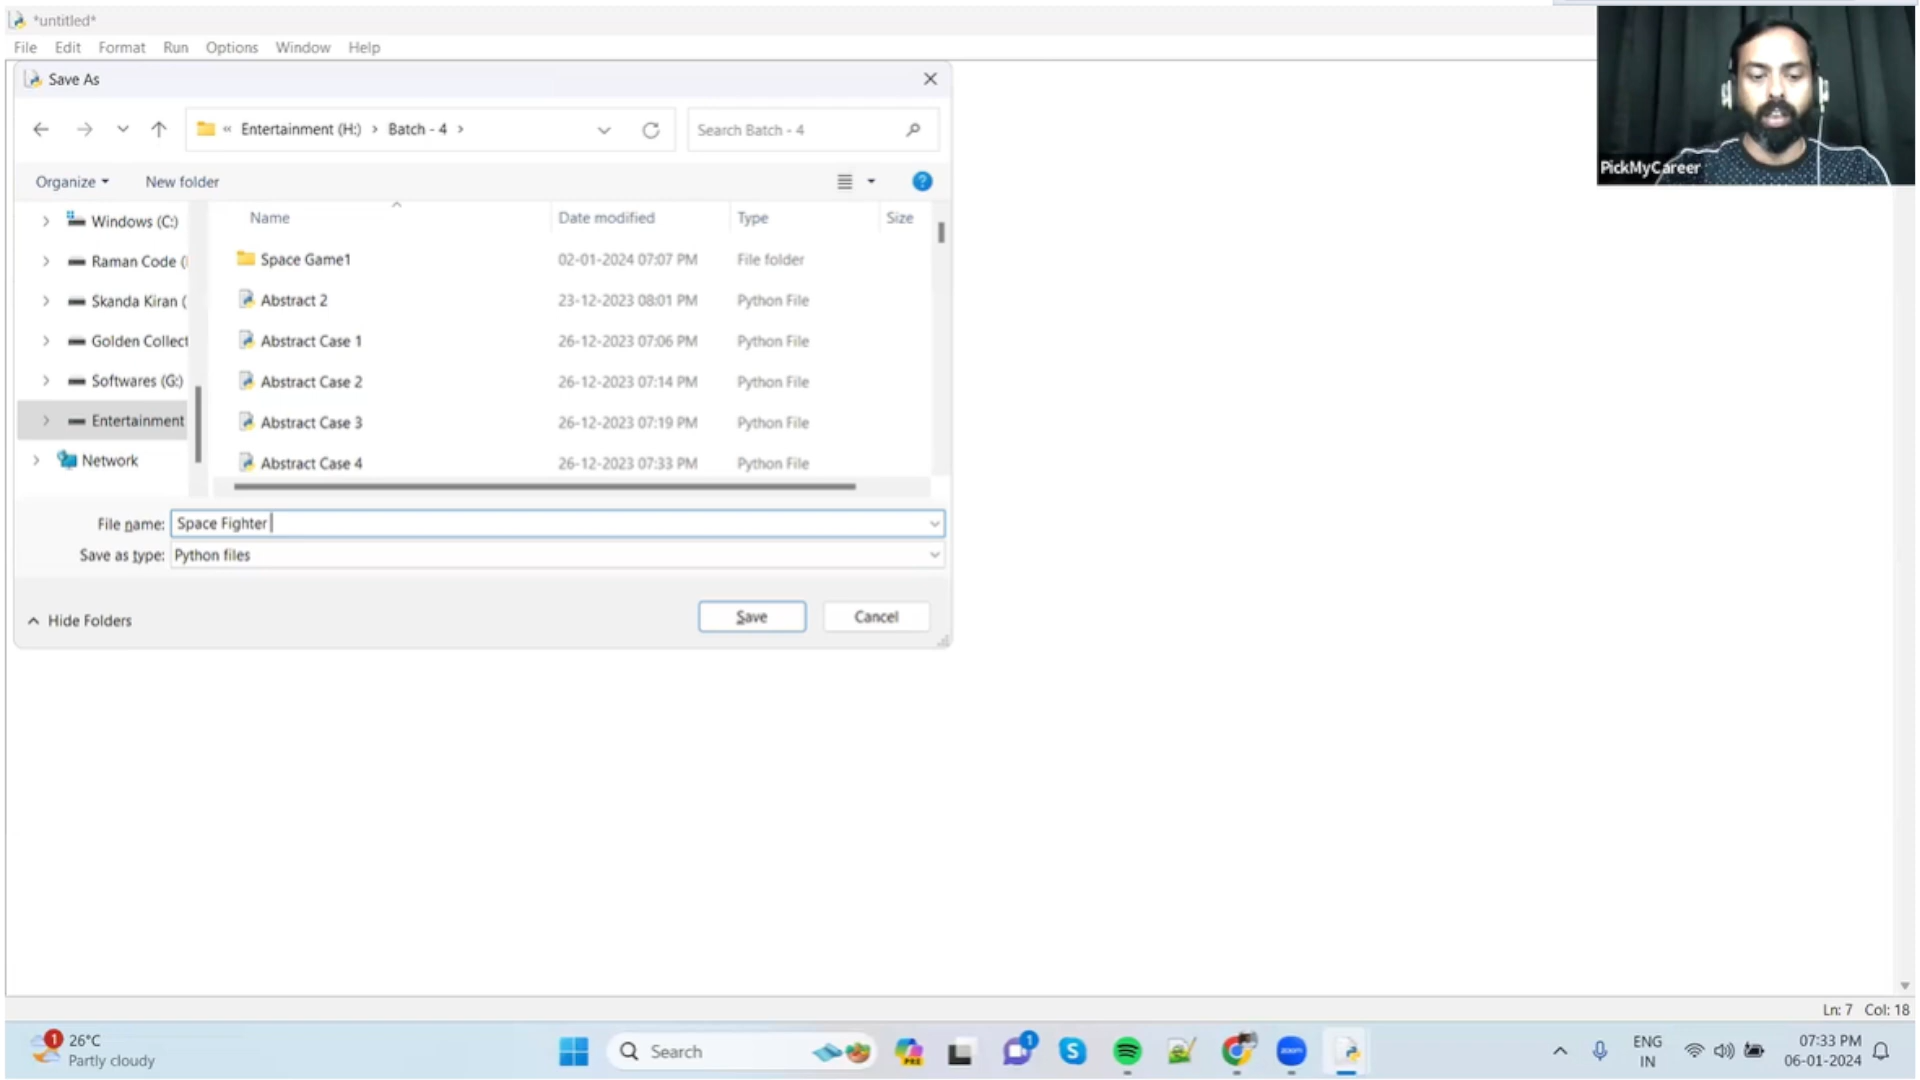 *untitled*
File Edit Format Run Options Window Help
Save As
« Entertainment (H:) > Batch - 4 >
Search Batch - 4
Organize New folder
Name Date modified Type Size
Windows (C:)
Raman Code (
Skanda Kiran (
Golden Collect
Softwares (G:)
Entertainment
Network
Space Game1 02-01-2024 07:07 PM File folder
Abstract 2 23-12-2023 08:01 PM Python File
Abstract Case 1 26-12-2023 07:06 PM Python File
Abstract Case 2 26-12-2023 07:14 PM Python File
Abstract Case 3 26-12-2023 07:19 PM Python File
Abstract Case 4 26-12-2023 07:33 PM Python File
File name: Space Fighter
Save as type: Python files
Hide Folders
Save Cancel
PickMyCareer
Ln: 7 Col: 18
1
26°C
Partly cloudy
Search
PRE
1
zoom
ENG
IN
07:33 PM
06-01-2024